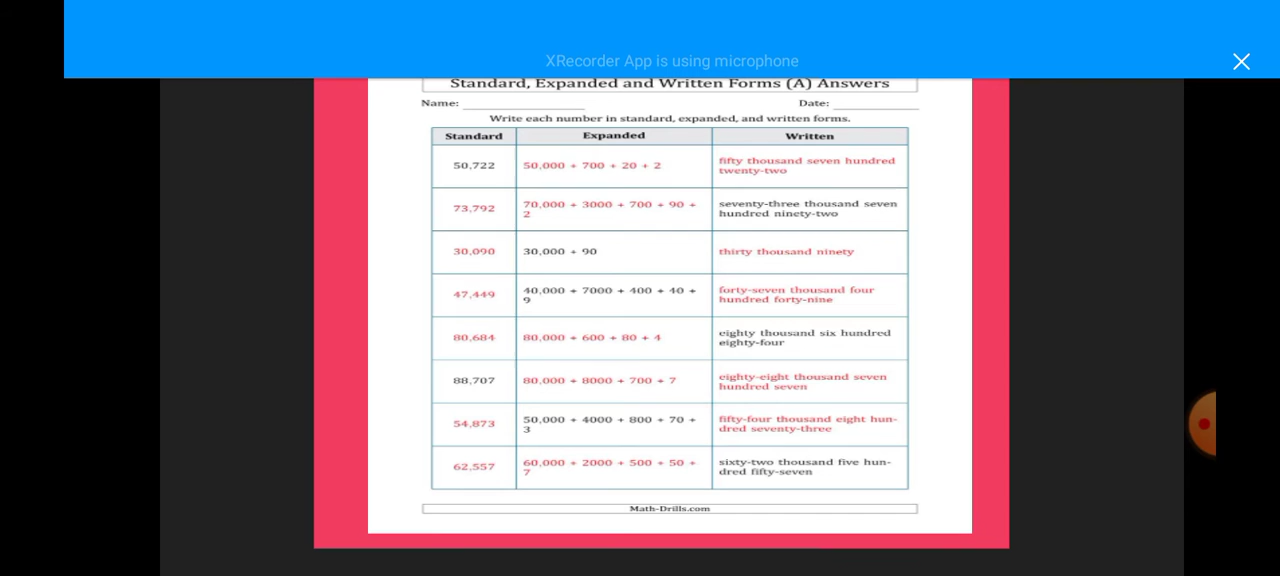 XRecorder App is using microphone
Standard, Expanded and Written Forms (A) Answers
Name: Date:
Write each number in standard, expanded, and written forms.
Standard Expanded Written
50,722 50,000 + 700 + 20 + 2 fifty thousand seven hundred
twenty-two
73,792 70,000 + 3000 + 700 + 90 +
2 seventy-three thousand seven
hundred ninety-two
30,090 30,000 + 90 thirty thousand ninety
47,449 40,000 + 7000 + 400 + 40 +
9 forty-seven thousand four
hundred forty-nine
80,684 80,000 + 600 + 80 + 4 eighty thousand six hundred
eighty-four
88,707 80,000 + 8000 + 700 + 7 eighty-eight thousand seven
hundred seven
54,873 50,000 + 4000 + 800 + 70 +
3 fifty-four thousand eight hun-
dred seventy-three
62,557 60,000 + 2000 + 500 + 50 +
7 sixty-two thousand five hun-
dred fifty-seven
Math-Drills.com